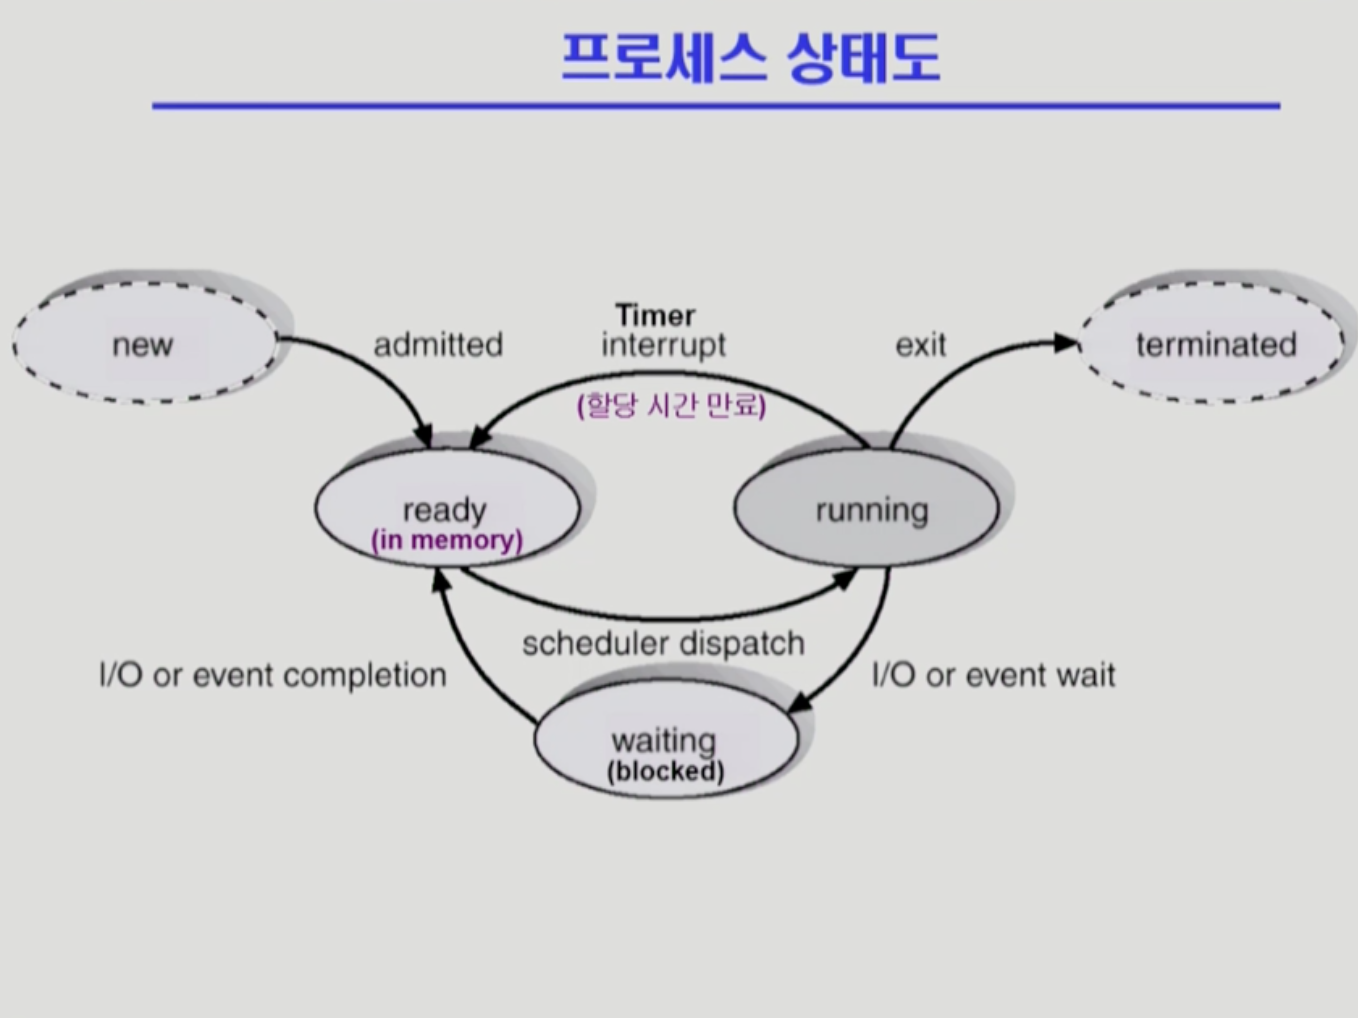 프로세스 상태도
new
admitted
Timer
interrupt
(할당 시간 만료)
exit
terminated
ready
(in memory)
running
scheduler dispatch
I/O or event completion
I/O or event wait
waiting
(blocked)